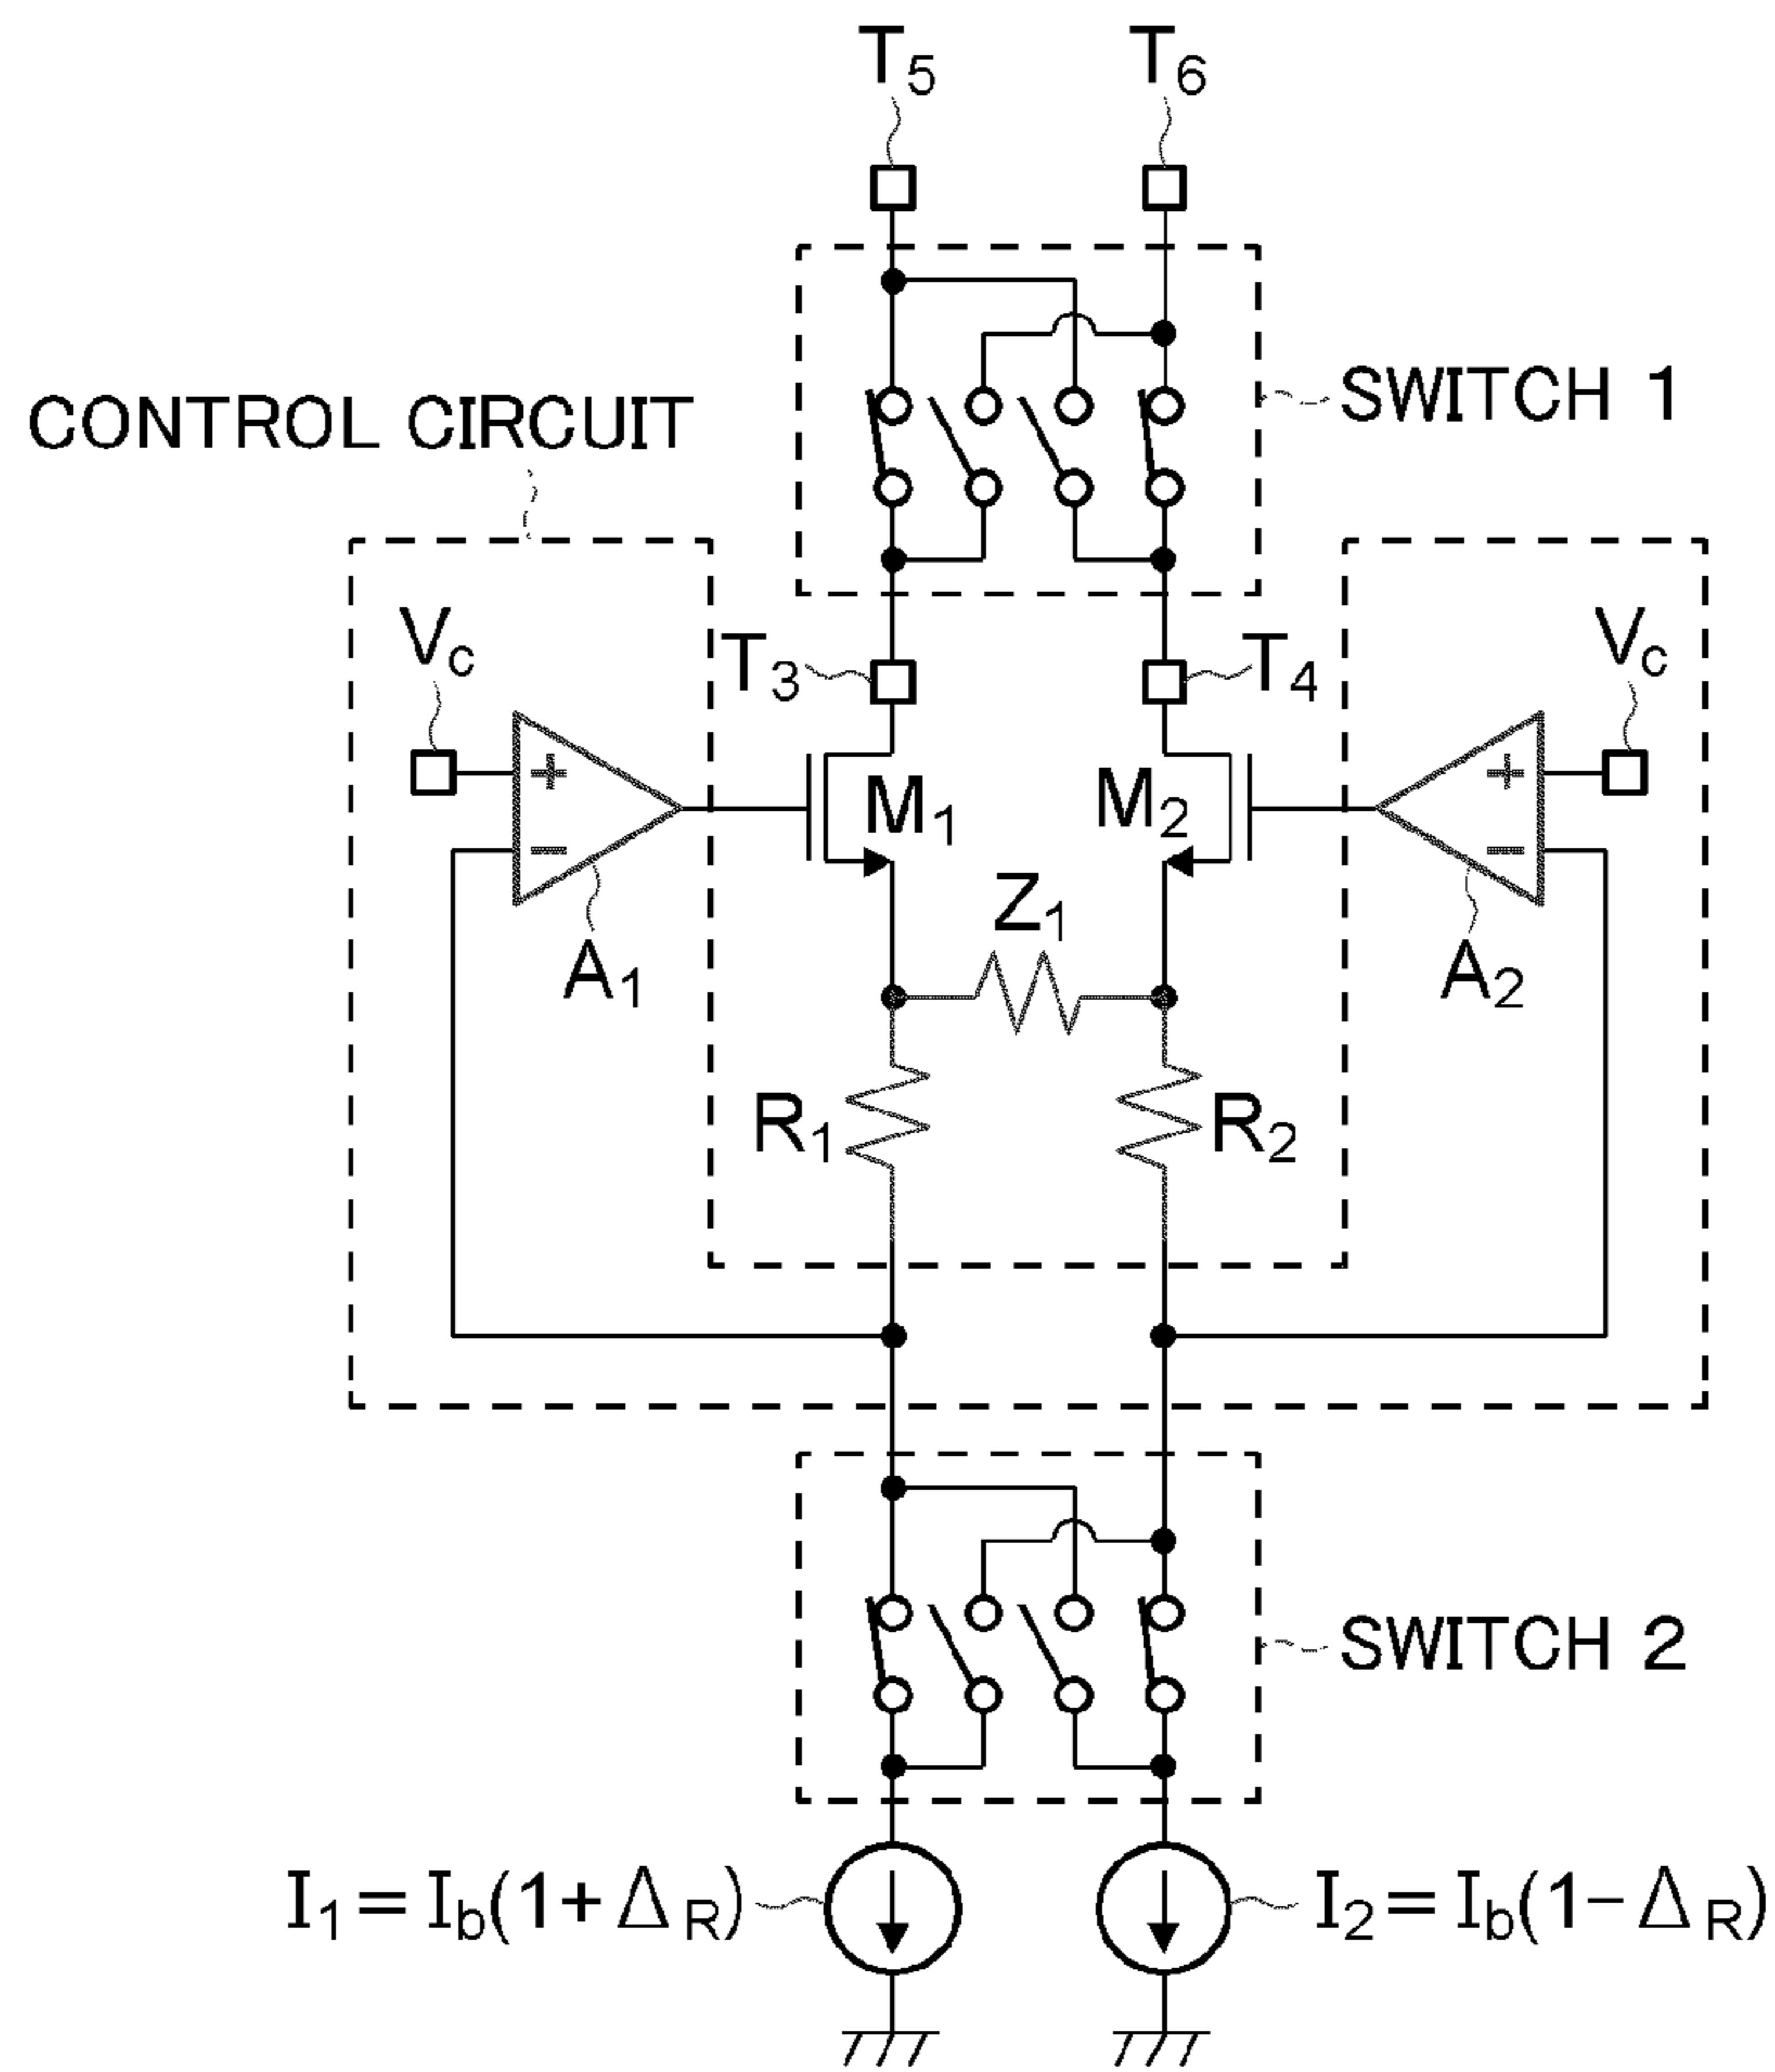 T5 T6
SWITCH 1
CONTROL CIRCUIT
Vc T3 T4 Vc
+ M1 M2 +
− −
Z1
A1 A2
R1 R2
SWITCH 2
I1=Ib(1+ΔR) I2=Ib(1−ΔR)